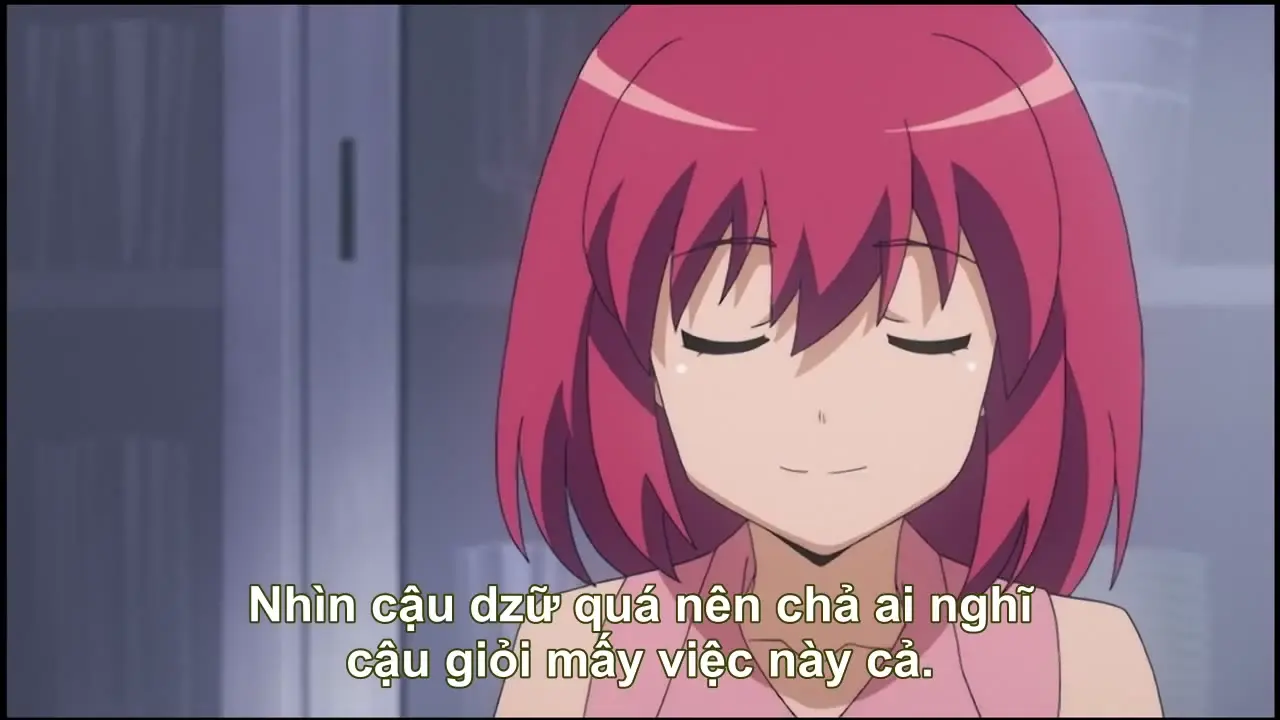 Nhìn cậu dzữ quá nên chả ai nghĩ
cậu giỏi mấy việc này cả.